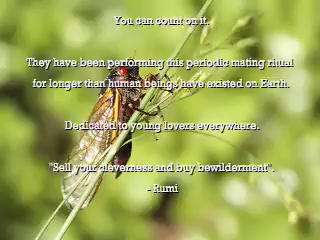 You can count on it.
They have been performing this periodic mating ritual
for longer than human beings have existed on Earth.
Dedicated to young lovers everywhere.
"Sell your cleverness and buy bewilderment".
- Rumi